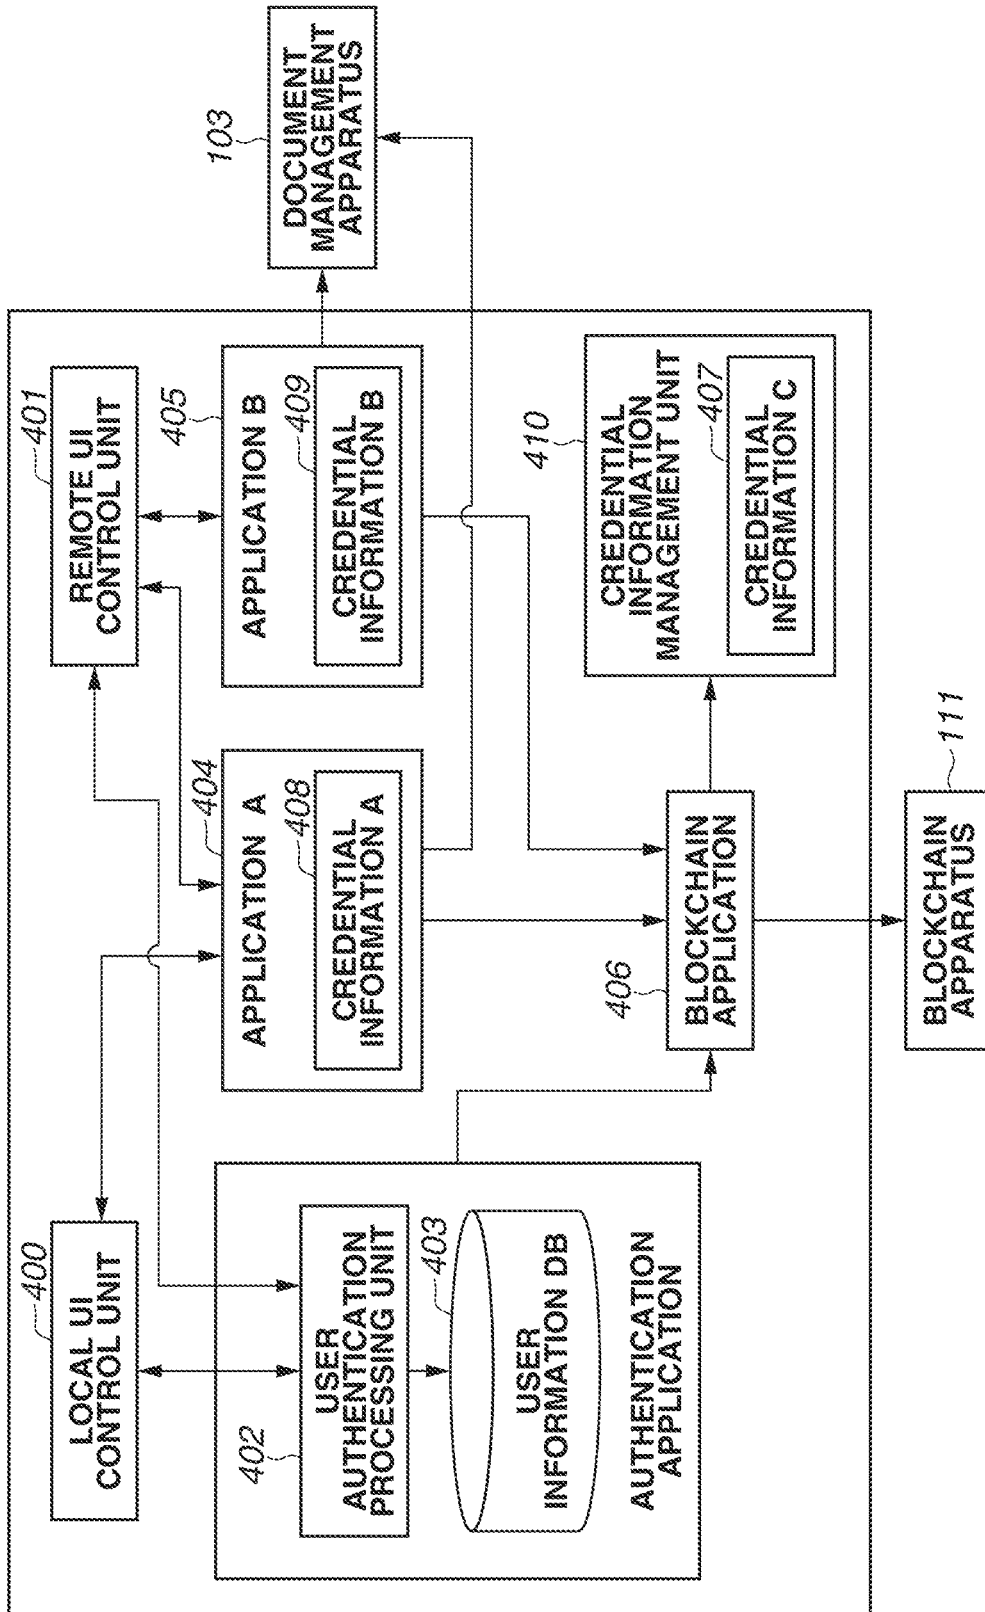 400
LOCAL UI
CONTROL UNIT
401
REMOTE UI
CONTROL UNIT
402
USER
AUTHENTICATION
PROCESSING UNIT
403
USER
INFORMATION DB
AUTHENTICATION
APPLICATION
404
APPLICATION A
408
CREDENTIAL
INFORMATION A
405
APPLICATION B
409
CREDENTIAL
INFORMATION B
103
DOCUMENT
MANAGEMENT
APPARATUS
406
BLOCKCHAIN
APPLICATION
410
CREDENTIAL
INFORMATION
MANAGEMENT UNIT
407
CREDENTIAL
INFORMATION C
111
BLOCKCHAIN
APPARATUS